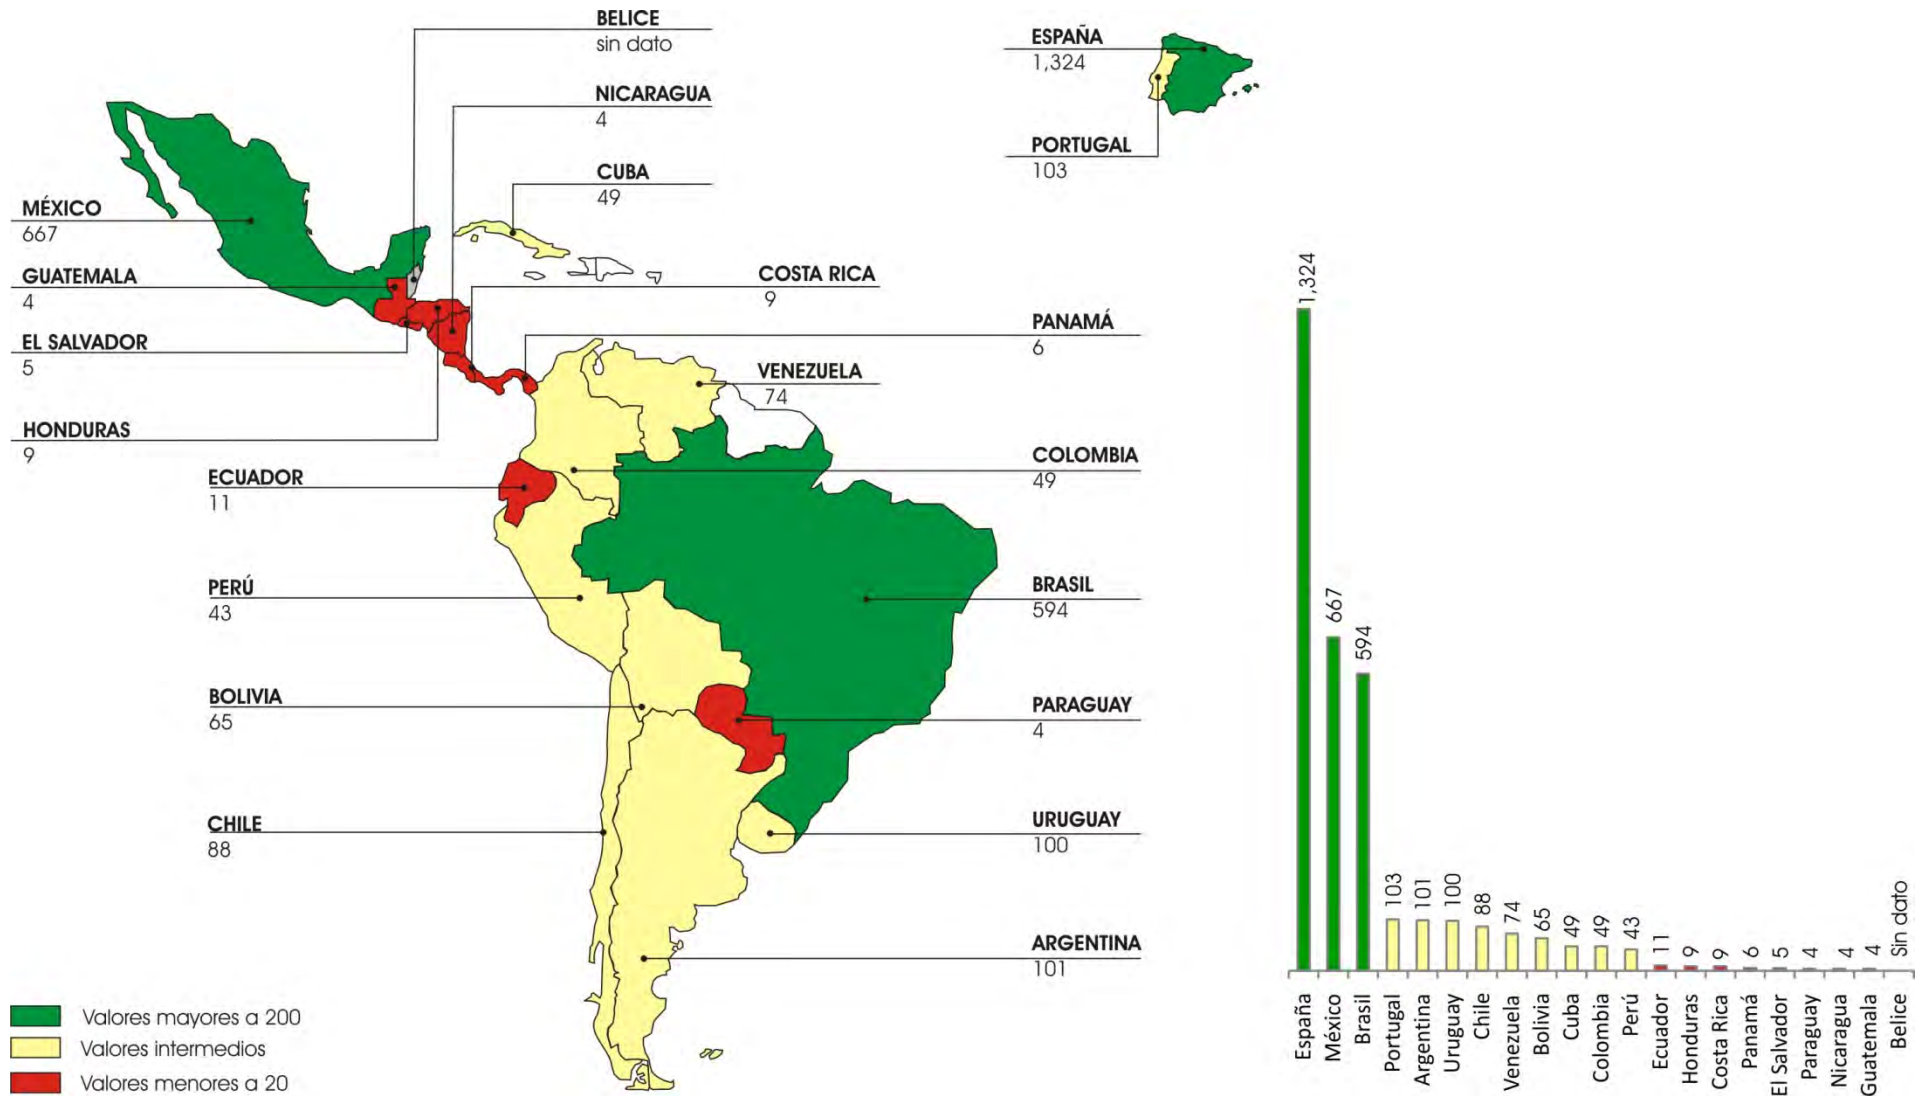 BELICE
sin dato
NICARAGUA
4
CUBA
49
ESPAÑA
1,324
PORTUGAL
103
MÉXICO
667
GUATEMALA
4
EL SALVADOR
5
HONDURAS
9
COSTA RICA
9
PANAMÁ
6
VENEZUELA
74
COLOMBIA
49
ECUADOR
11
PERÚ
43
BRASIL
594
BOLIVIA
65
PARAGUAY
4
CHILE
88
URUGUAY
100
ARGENTINA
101
Valores mayores a 200
Valores intermedios
Valores menores a 20
1,324
667
594
103
101
100
88
74
65
49
49
43
11
9
9
6
5
4
4
4
Sin dato
España
México
Brasil
Portugal
Argentina
Uruguay
Chile
Venezuela
Bolivia
Cuba
Colombia
Perú
Ecuador
Honduras
Costa Rica
Panamá
El Salvador
Paraguay
Nicaragua
Guatemala
Belice